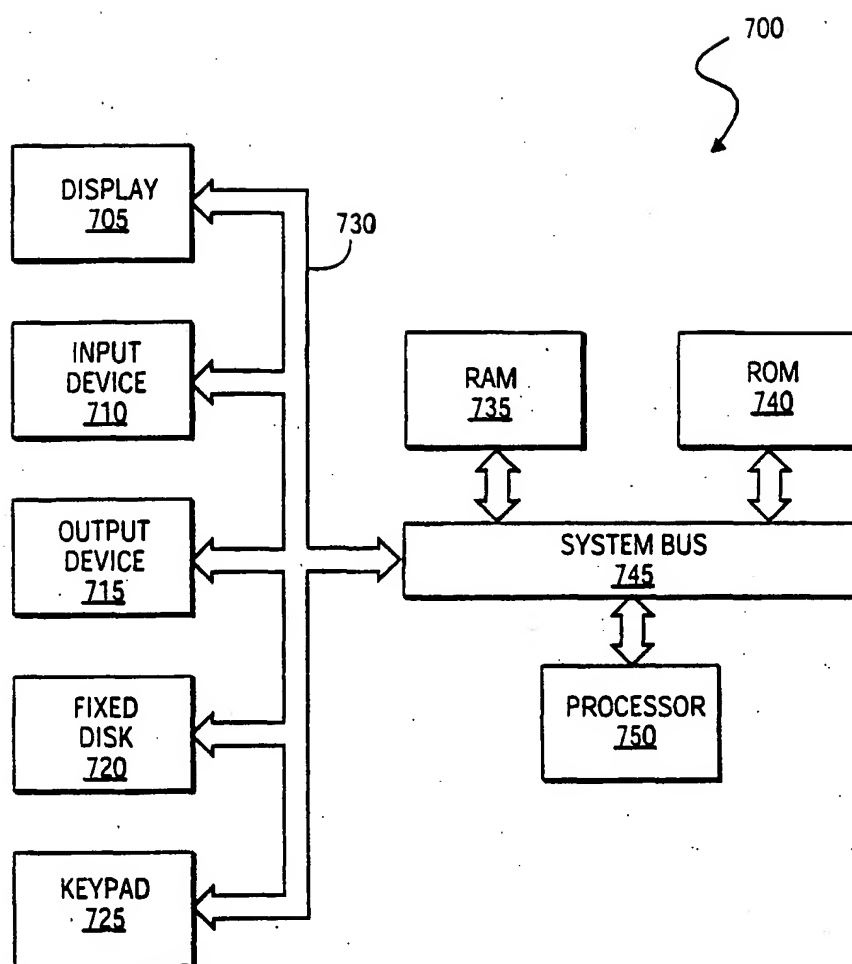 700
DISPLAY
705
730
INPUT
DEVICE
710
RAM
735
ROM
740
OUTPUT
DEVICE
715
SYSTEM BUS
745
FIXED
DISK
720
PROCESSOR
750
KEYPAD
725